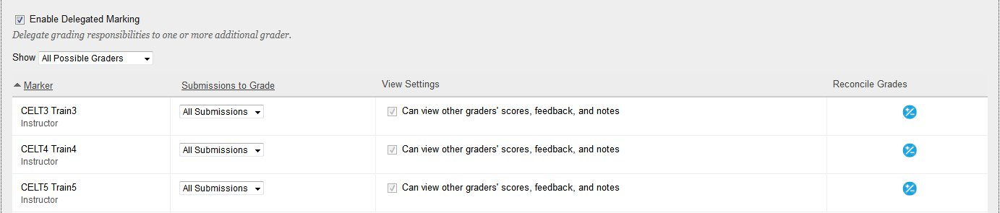 Enable Delegated Marking
Delegate grading responsibilities to one or more additional grader.
Show All Possible Graders
Marker Submissions to Grade View Settings Reconcile Grades
CELT3 Train3 All Submissions Can view other graders' scores, feedback, and notes
Instructor
CELT4 Train4 All Submissions Can view other graders' scores, feedback, and notes
Instructor
CELT5 Train5 All Submissions Can view other graders' scores, feedback, and notes
Instructor